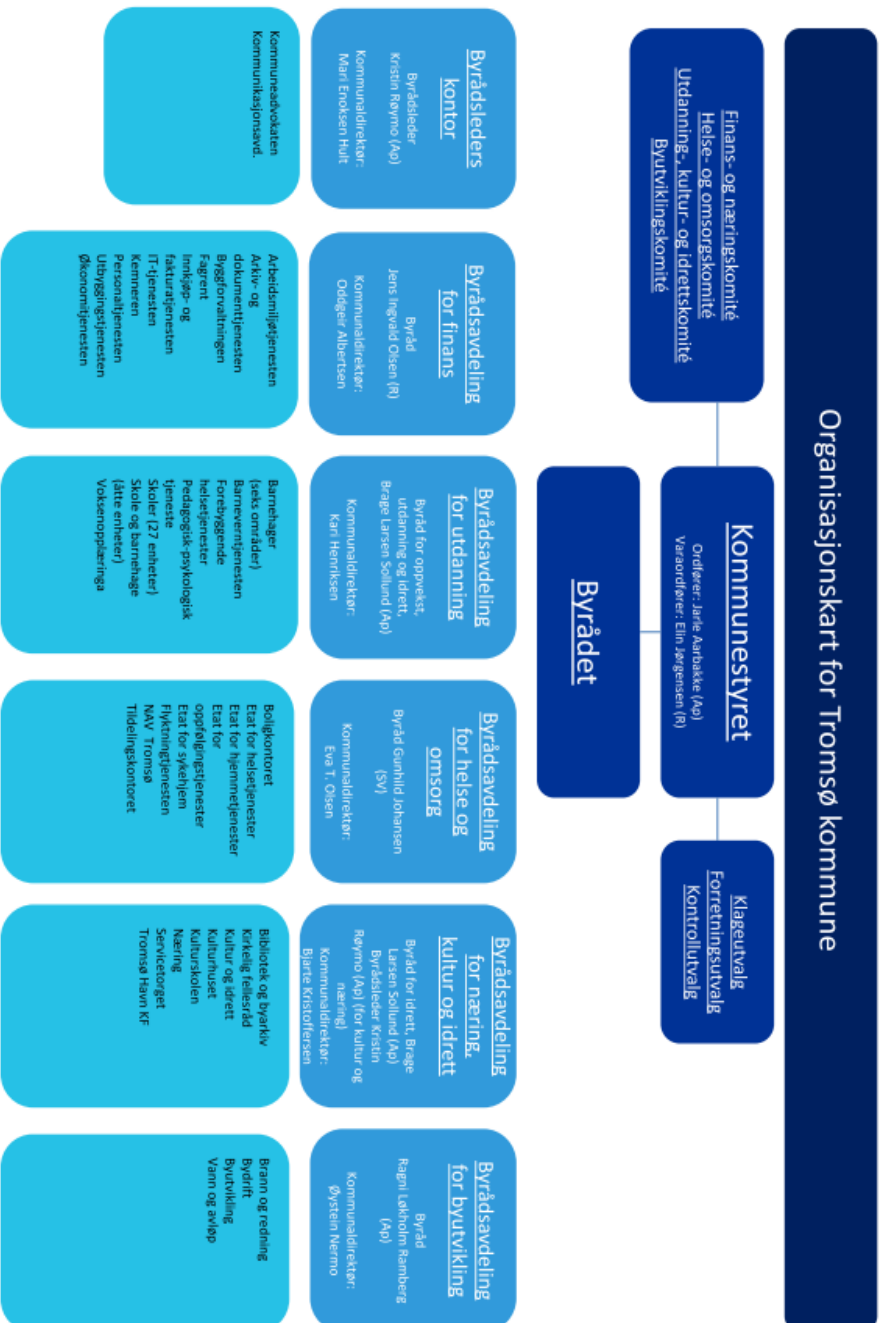 Organisasjonskart for Tromsø kommune
Finans- og næringskomité
Helse- og omsorgskomité
Utdanning-, kultur- og idrettskomité
Byutviklingskomité
Kommunestyret
Ordfører: Jarle Aarbakke (Ap)
Varaordfører: Elin Jørgensen (R)
Klageutvalg
Forretningsutvalg
Kontrollutvalg
Byrådet
Byrådsleders
kontor
Byrådsleder
Kristin Røymo (Ap)
Kommunaldirektør:
Mari Enoksen Hult
Kommuneadvokaten
Kommunikasjonsavd.
Byrådsavdeling
for finans
Byråd
Jens Ingvald Olsen (R)
Kommunaldirektør:
Oddgeir Albertsen
Arbeidsmiljøtjenesten
Arkiv- og
dokumenttjenesten
Byggforvaltningen
Fagrent
Innkjøp- og
fakturatjenesten
IT-tjenesten
Kemneren
Personaltjenesten
Utbyggingstjenesten
Økonomitjenesten
Byrådsavdeling
for utdanning
Byråd for oppvekst,
utdanning og idrett,
Brage Larsen Sollund (Ap)
Kommunaldirektør:
Kari Henriksen
Barnehager
(seks områder)
Barneverntjenesten
Forebyggende
helsetjenester
Pedagogisk-psykologisk
tjeneste
Skoler (27 enheter)
Skole og barnehage
(åtte enheter)
Voksenopplæringa
Byrådsavdeling
for helse og
omsorg
Byråd Gunhild Johansen
(SV)
Kommunaldirektør:
Eva T. Olsen
Boligkontoret
Etat for helsetjenester
Etat for hjemmetjenester
Etat for
oppfølgingstjenester
Etat for sykehjem
Flyktningtjenesten
NAV Tromsø
Tildelingskontoret
Byrådsavdeling
for næring,
kultur og idrett
Byråd for idrett, Brage
Larsen Sollund (Ap)
Byrådsleder Kristin
Røymo (Ap) (for kultur og
næring)
Kommunaldirektør:
Bjarte Kristoffersen
Bibliotek og byarkiv
Kirkelig fellesråd
Kultur og idrett
Kulturhuset
Kulturskolen
Næring
Servicetorget
Tromsø Havn KF
Byrådsavdeling
for byutvikling
Byråd
Ragni Løkholm Ramberg
(Ap)
Kommunaldirektør:
Øystein Nermo
Brann og redning
Bydrift
Byutvikling
Vann og avløp